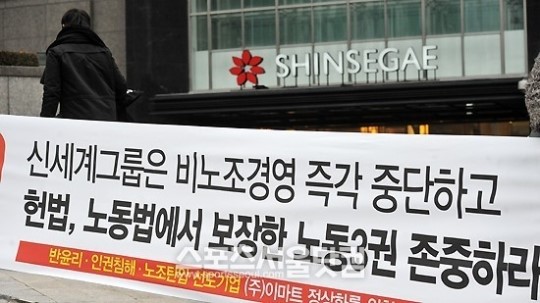 SHINSEGAE
신세계그룹은 비노조경영 즉각 중단하고
헌법, 노동법에서 보장한 노동3권 존중하라
스포츠서울닷컴
반윤리·인권침해·노조탄압 선도기업 (주)이마트 정상화를